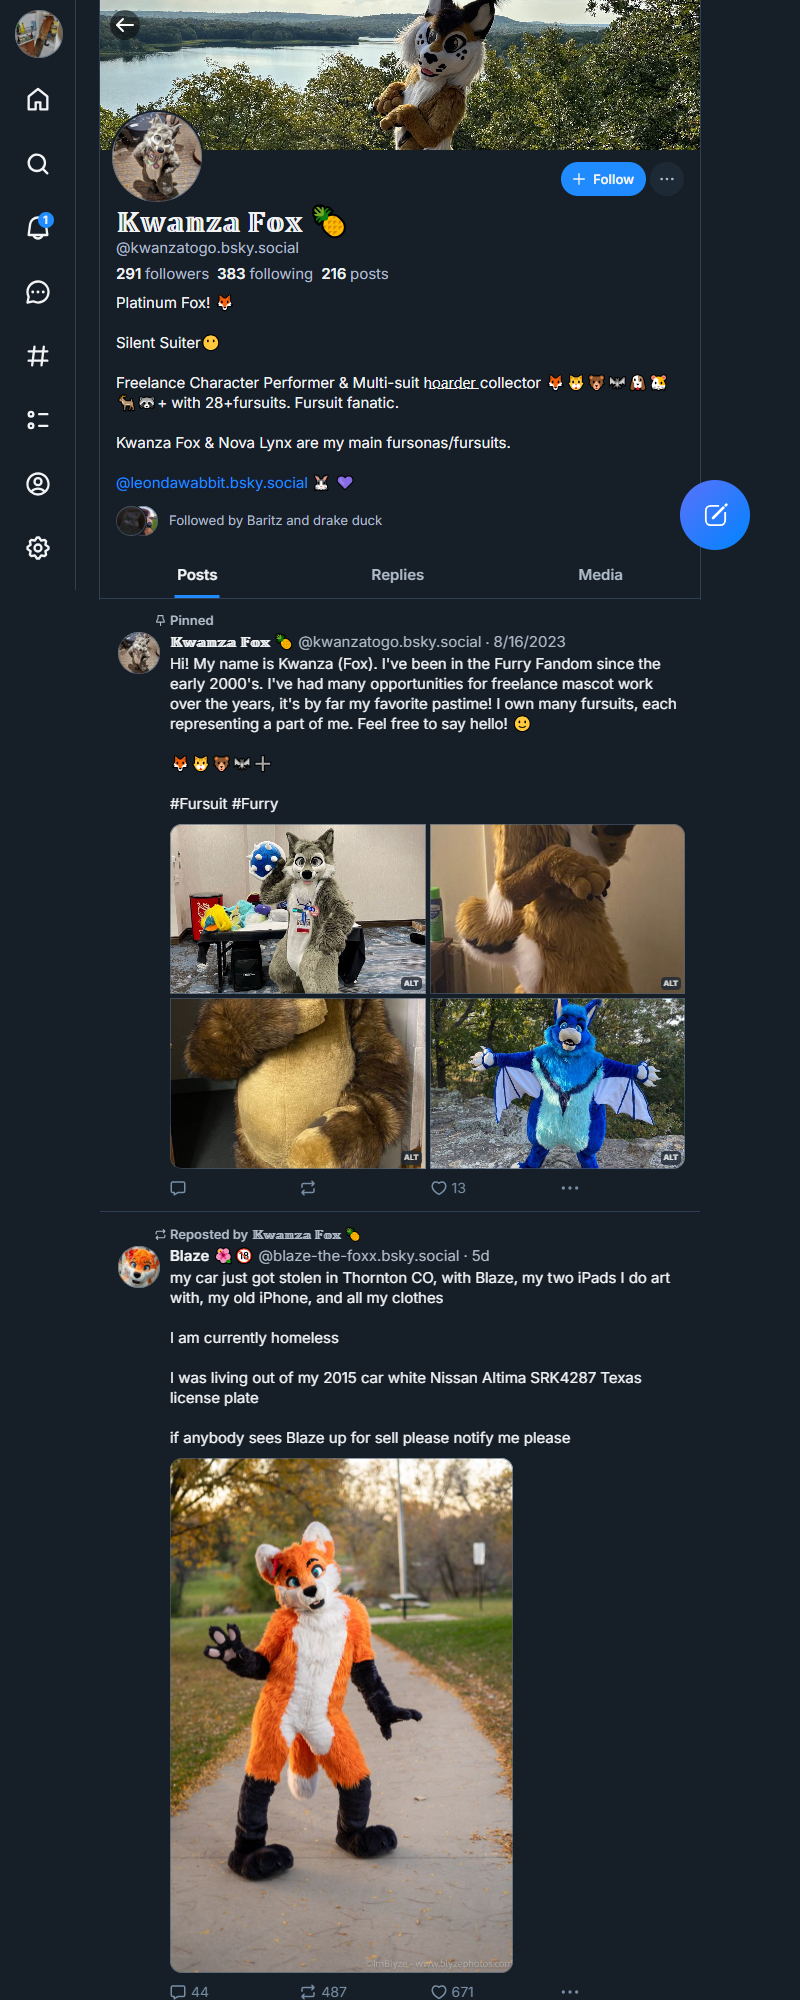 + Follow
Kwanza Fox 🍍
@kwanzatogo.bsky.social
291 followers 383 following 216 posts
Platinum Fox! 🦊
Silent Suiter😶
Freelance Character Performer & Multi-suit hoarder collector 🦊 🐱 🐻 🦇 🐶 🐹
🐐 🦝 + with 28+fursuits. Fursuit fanatic.
Kwanza Fox & Nova Lynx are my main fursonas/fursuits.
@leondawabbit.bsky.social 🐰 💜
Followed by Baritz and drake duck
1
Posts Replies Media
Pinned
Kwanza Fox 🍍 @kwanzatogo.bsky.social · 8/16/2023
Hi! My name is Kwanza (Fox). I've been in the Furry Fandom since the
early 2000's. I've had many opportunities for freelance mascot work
over the years, it's by far my favorite pastime! I own many fursuits, each
representing a part of me. Feel free to say hello! 🙂
🦊 🐱 🐻 🦇 ➕
#Fursuit #Furry
ALT
ALT
ALT
ALT
13
Reposted by Kwanza Fox 🍍
Blaze 🌺 🔞 @blaze-the-foxx.bsky.social · 5d
my car just got stolen in Thornton CO, with Blaze, my two iPads I do art
with, my old iPhone, and all my clothes
I am currently homeless
I was living out of my 2015 car white Nissan Altima SRK4287 Texas
license plate
if anybody sees Blaze up for sell please notify me please
©ImBlyze - www.blyzephotos.com
44 487 671